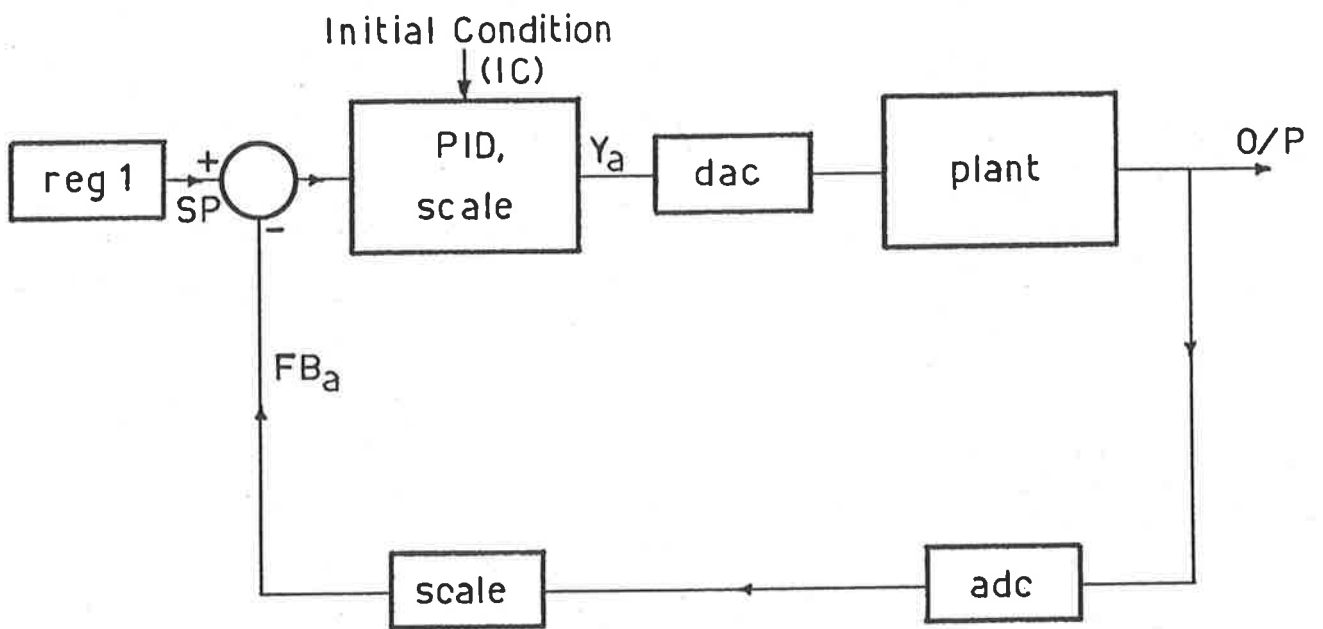 Initial Condition
(IC)
reg 1
+
SP
-
PID,
scale
Ya
dac
plant
O/P
FBa
scale
adc